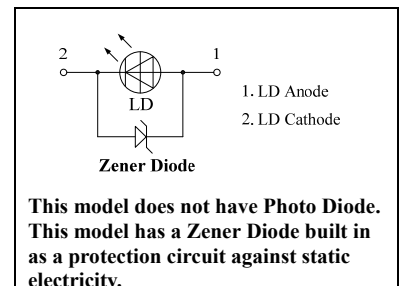 2
1
LD
1. LD Anode
2. LD Cathode
Zener Diode
This model does not have Photo Diode.
This model has a Zener Diode built in
as a protection circuit against static
electricity.